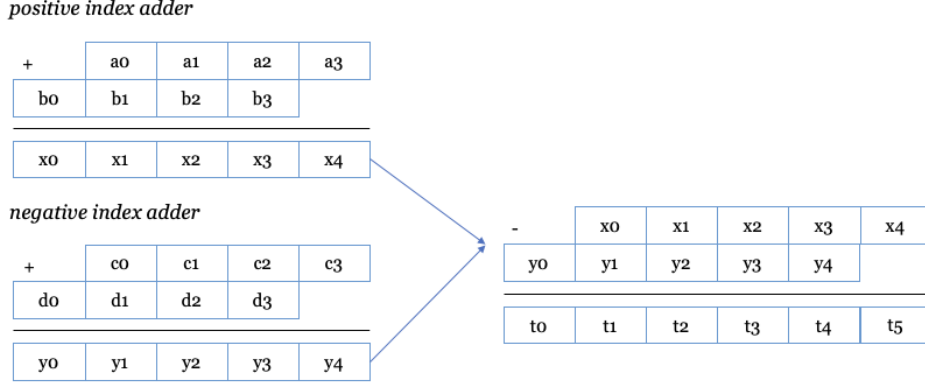 positive index adder
+ a0 a1 a2 a3
b0 b1 b2 b3
x0 x1 x2 x3 x4
negative index adder
+ c0 c1 c2 c3
d0 d1 d2 d3
y0 y1 y2 y3 y4
- x0 x1 x2 x3 x4
y0 y1 y2 y3 y4
t0 t1 t2 t3 t4 t5